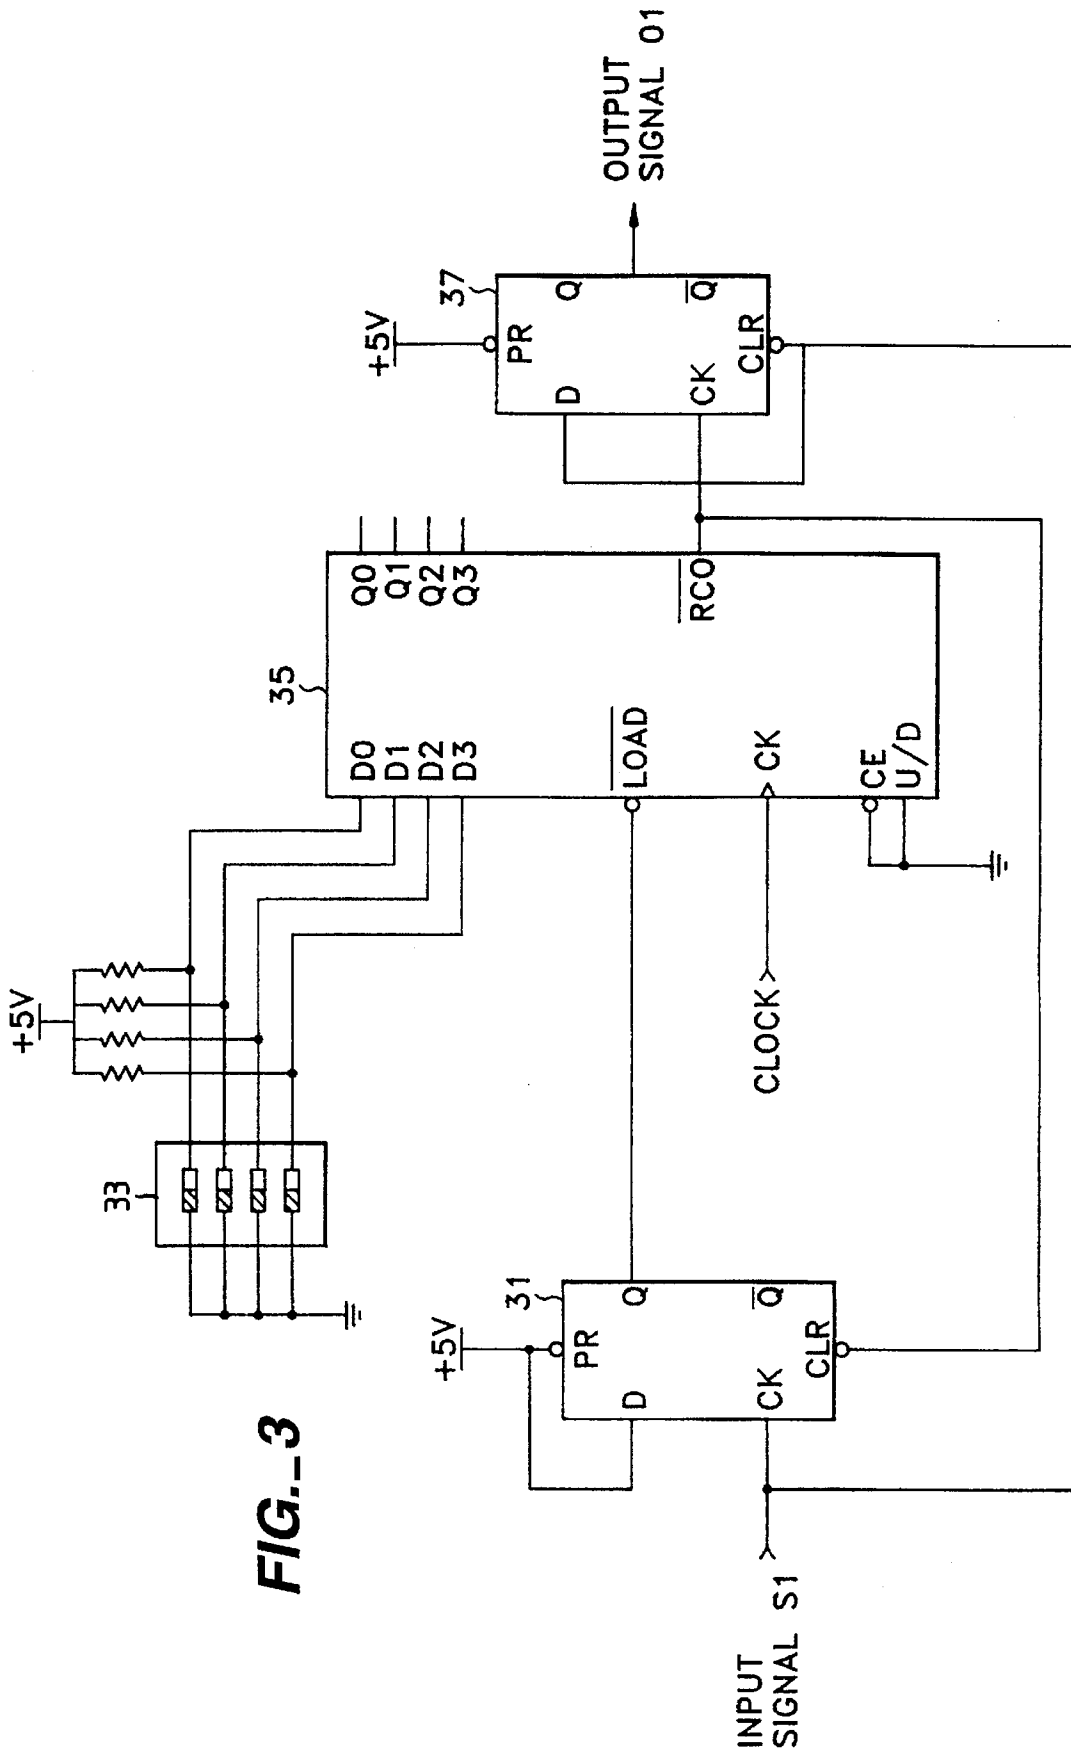 FIG._3
INPUT
SIGNAL S1
+5V
31
PR
D
Q
CK
Q
CLR
33
+5V
CLOCK
35
D0
D1
D2
D3
LOAD
CK
CE
U/D
Q0
Q1
Q2
Q3
RCO
+5V
37
PR
D
Q
CK
Q
CLR
OUTPUT
SIGNAL O1